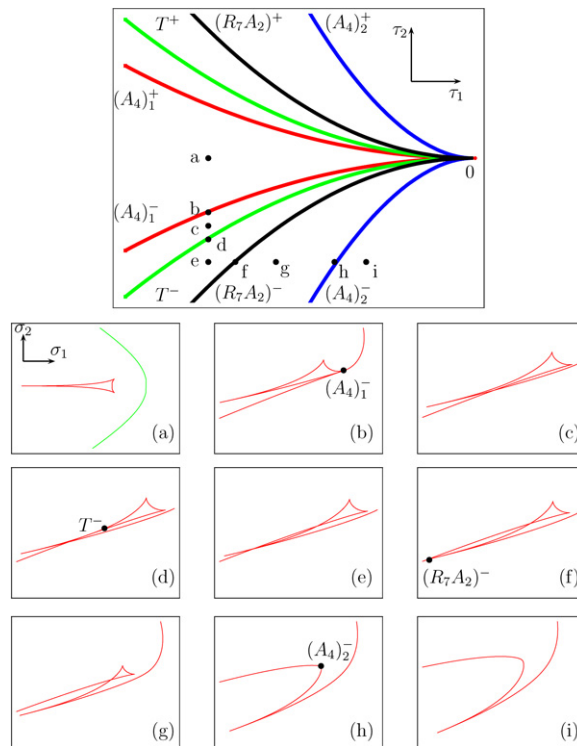 T⁺ (R₇A₂)⁺ (A₄)₂⁺ τ₂
τ₁
(A₄)₁⁺
a 0
(A₄)₁⁻ b
c d
e f g h i
T⁻ (R₇A₂)⁻ (A₄)₂⁻
σ₂
σ₁
(A₄)₁⁻
(a) (b) (c)
T⁻
(R₇A₂)⁻
(d) (e) (f)
(A₄)₂⁻
(g) (h) (i)